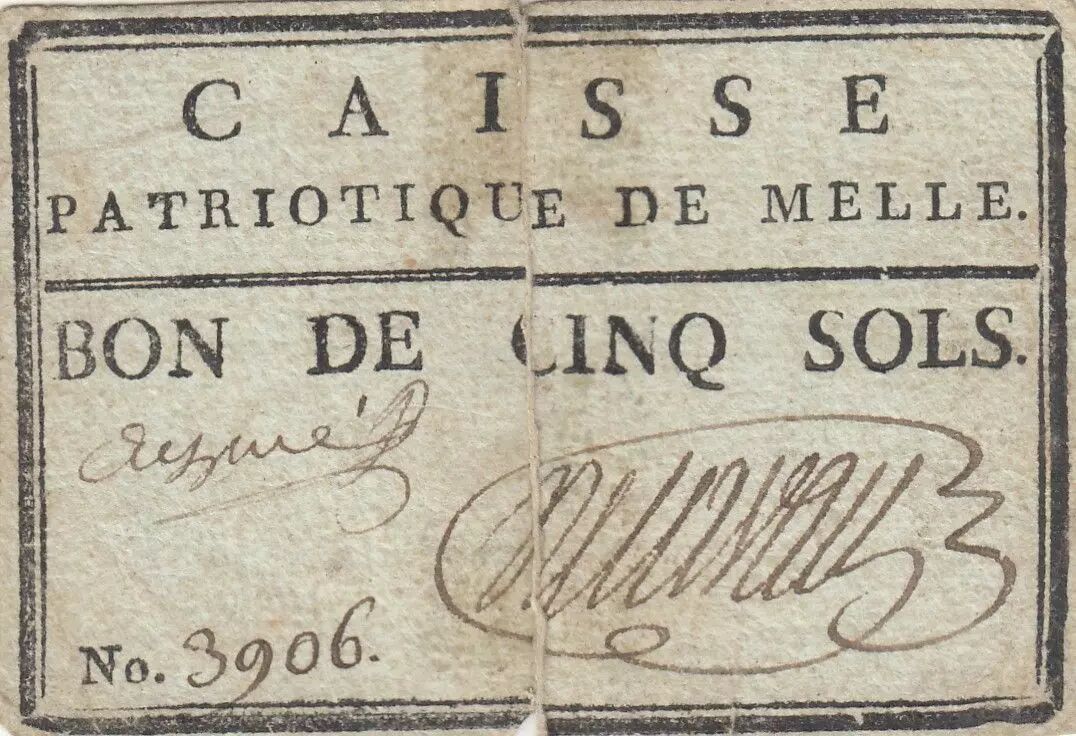 CAISSE
PATRIOTIQUE DE MELLE.
BON DE CINQ SOLS.
No. 3906.